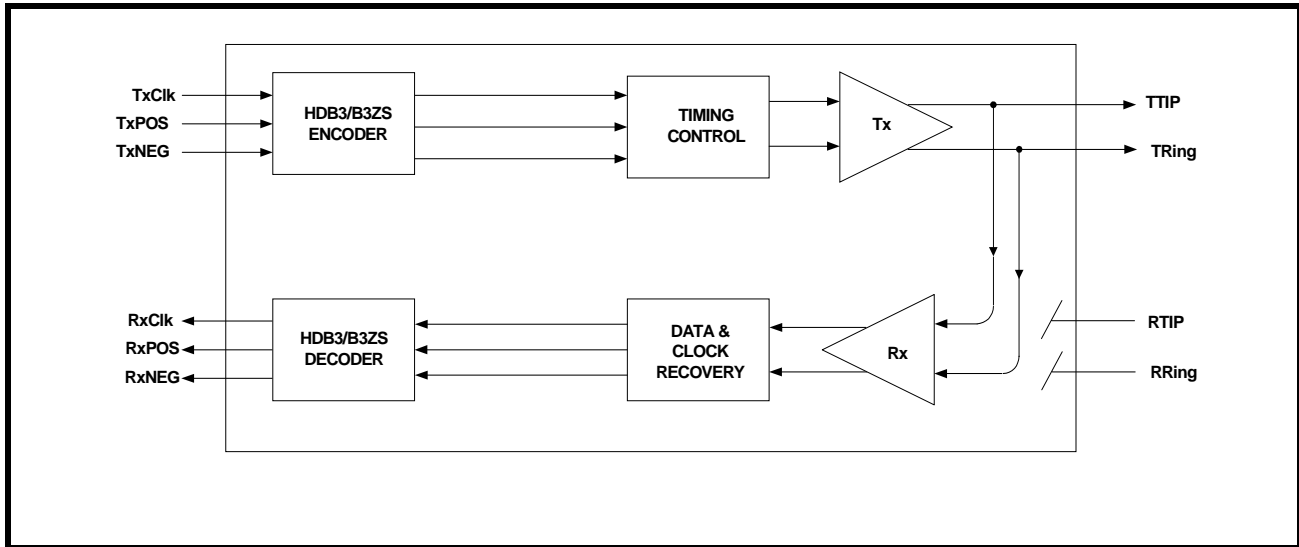 TxClk
TxPOS
TxNEG
HDB3/B3ZS
ENCODER
TIMING
CONTROL
Tx
TTIP
TRing
RxClk
RxPOS
RxNEG
HDB3/B3ZS
DECODER
DATA &
CLOCK
RECOVERY
Rx
RTIP
RRing